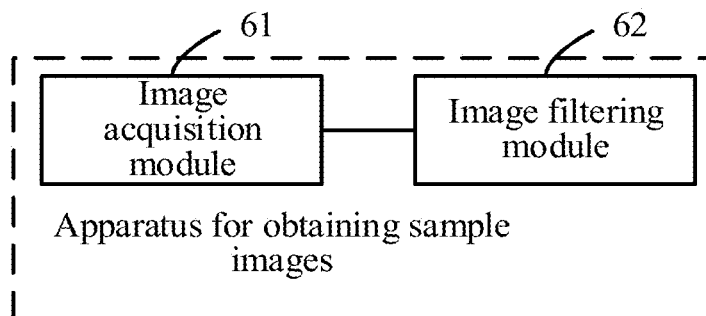 61
62
Image
acquisition
module
Image filtering
module
Apparatus for obtaining sample
images